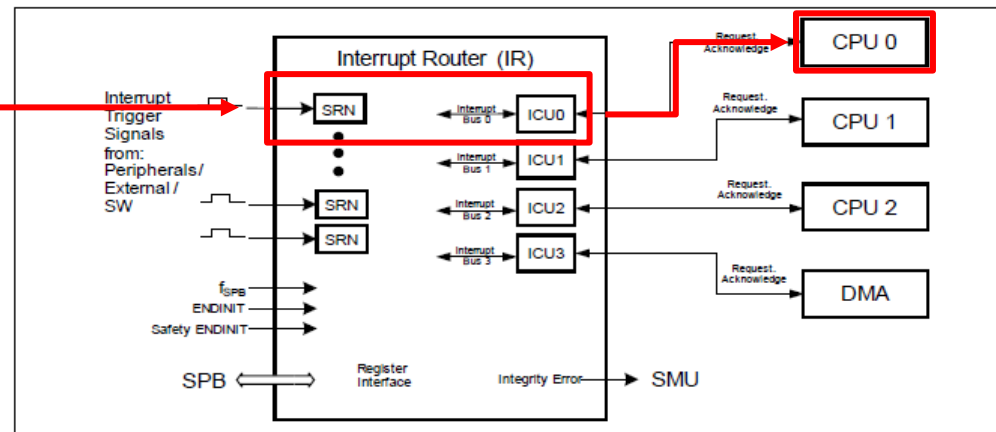 Interrupt Router (IR)
Interrupt
Trigger
Signals
from:
Peripherals/
External /
SW
SRN
SRN
SRN
Interrupt
Bus 0
ICU0
Interrupt
Bus 1
ICU1
Interrupt
Bus 2
ICU2
Interrupt
Bus 3
ICU3
Request.
Acknowledge
CPU 0
Request.
Acknowledge
CPU 1
Request.
Acknowledge
CPU 2
Request.
Acknowledge
DMA
fSPB
ENDINIT
Safety ENDINIT
SPB
Register
Interface
Integrity Error
SMU